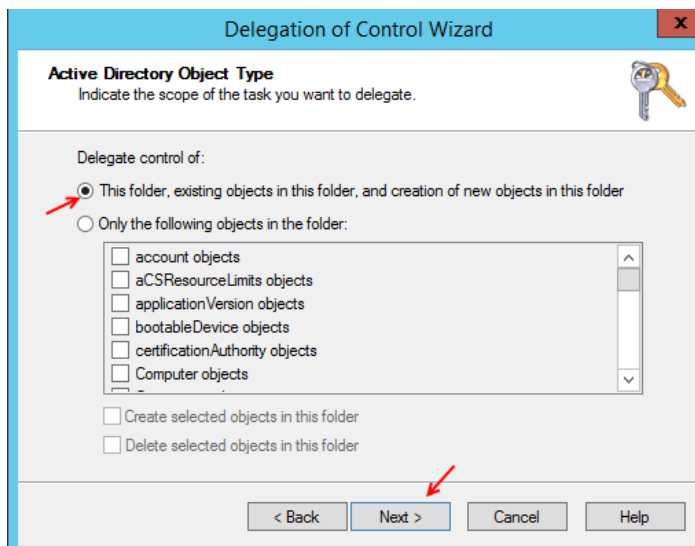 Delegation of Control Wizard
x
Active Directory Object Type
Indicate the scope of the task you want to delegate.
Delegate control of:
This folder, existing objects in this folder, and creation of new objects in this folder
Only the following objects in the folder:
account objects
aCSResourceLimits objects
applicationVersion objects
bootableDevice objects
certificationAuthority objects
Computer objects
Create selected objects in this folder
Delete selected objects in this folder
< Back Next > Cancel Help